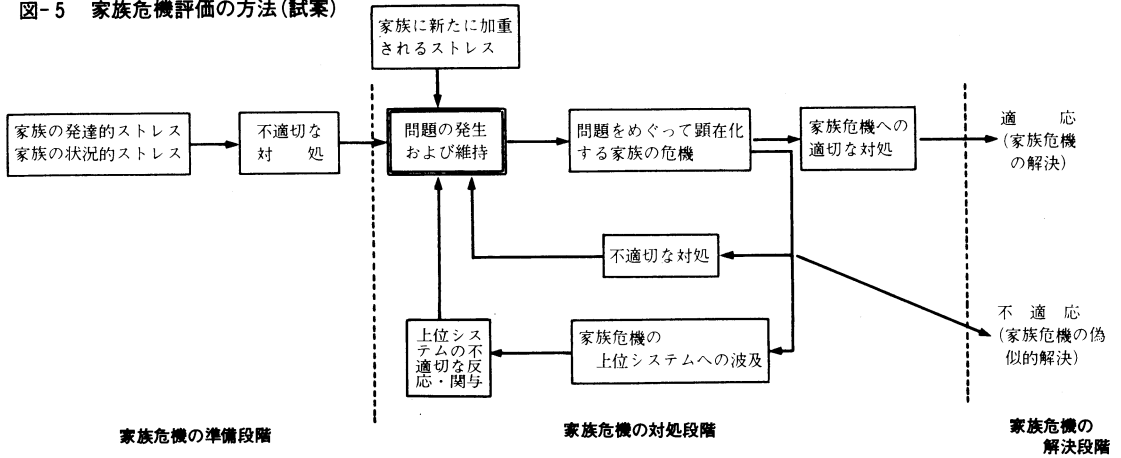 図-5 家族危機評価の方法(試案)
家族に新たに加重
されるストレス
家族の発達的ストレス
家族の状況的ストレス
不適切な
対処
問題の発生
および維持
問題をめぐって顕在化
する家族の危機
家族危機への
適切な対処
適応
(家族危機
の解決)
不適切な対処
上位シス
テムの不
適切な反
応・関与
家族危機の
上位システムへの波及
不適応
(家族危機の偽
似的解決)
家族危機の準備段階
家族危機の対処段階
家族危機の
解決段階